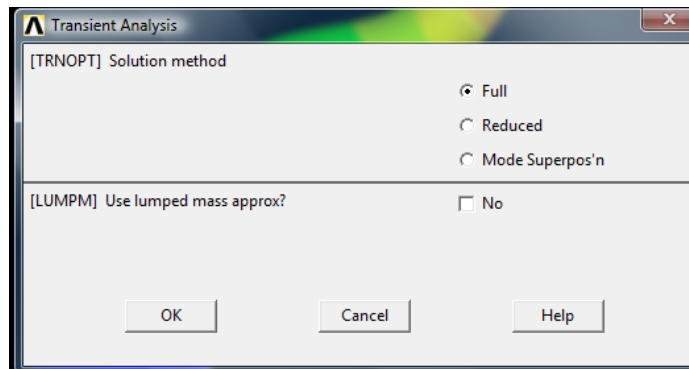 Transient Analysis
[TRNOPT] Solution method
Full
Reduced
Mode Superpos'n
[LUMPM] Use lumped mass approx?
No
OK
Cancel
Help